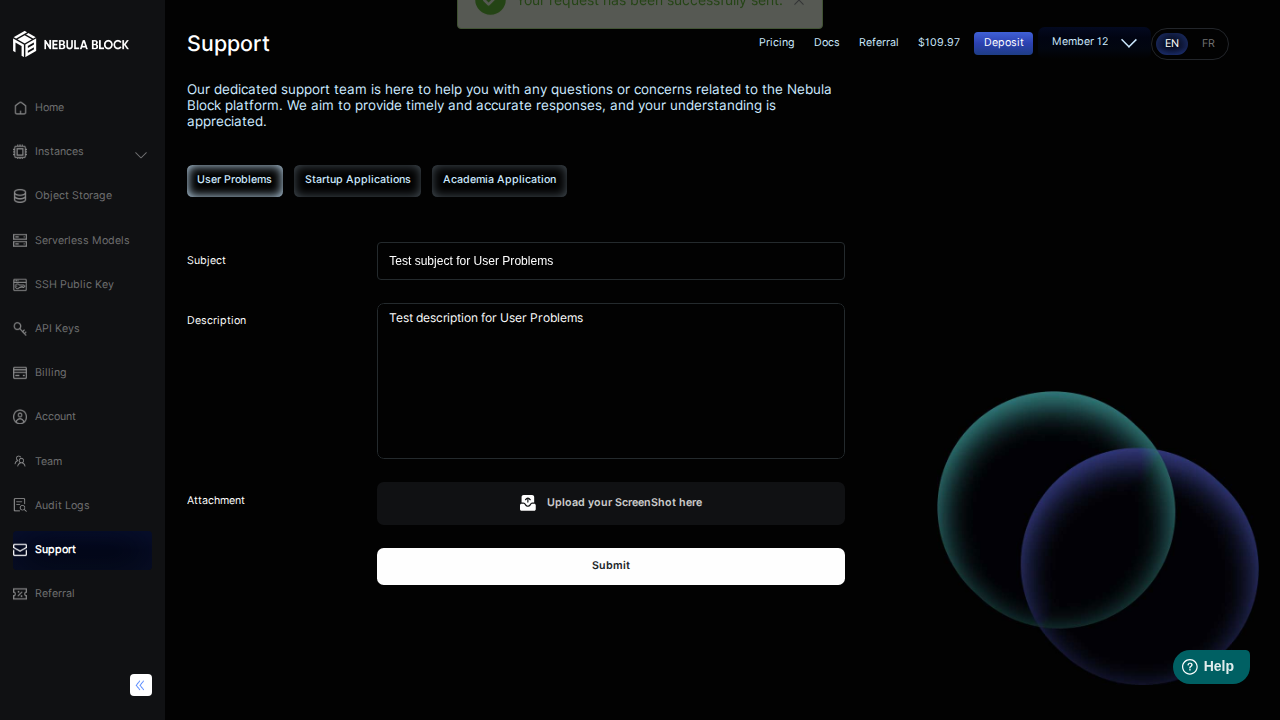 Your request has been successfully sent.
NEBULA BLOCK
Support
Pricing
Docs
Referral
$109.97
Deposit
Member 12
EN
FR
Our dedicated support team is here to help you with any questions or concerns related to the Nebula
Block platform. We aim to provide timely and accurate responses, and your understanding is
appreciated.
Home
Instances
Object Storage
Serverless Models
SSH Public Key
API Keys
Billing
Account
Team
Audit Logs
Support
Referral
User Problems
Startup Applications
Academia Application
Subject
Test subject for User Problems
Description
Test description for User Problems
Attachment
Upload your ScreenShot here
Submit
Help